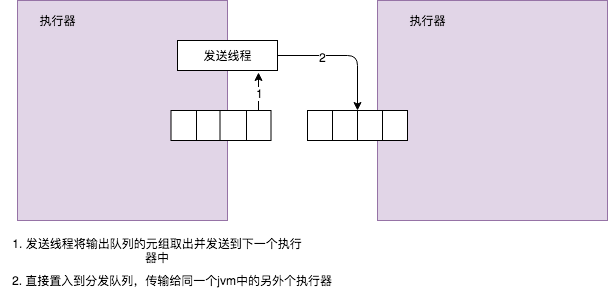 执行器
执行器
发送线程
2
1
1. 发送线程将输出队列的元组取出并发送到下一个执行
器中
2. 直接置入到分发队列，传输给同一个jvm中的另外个执行器